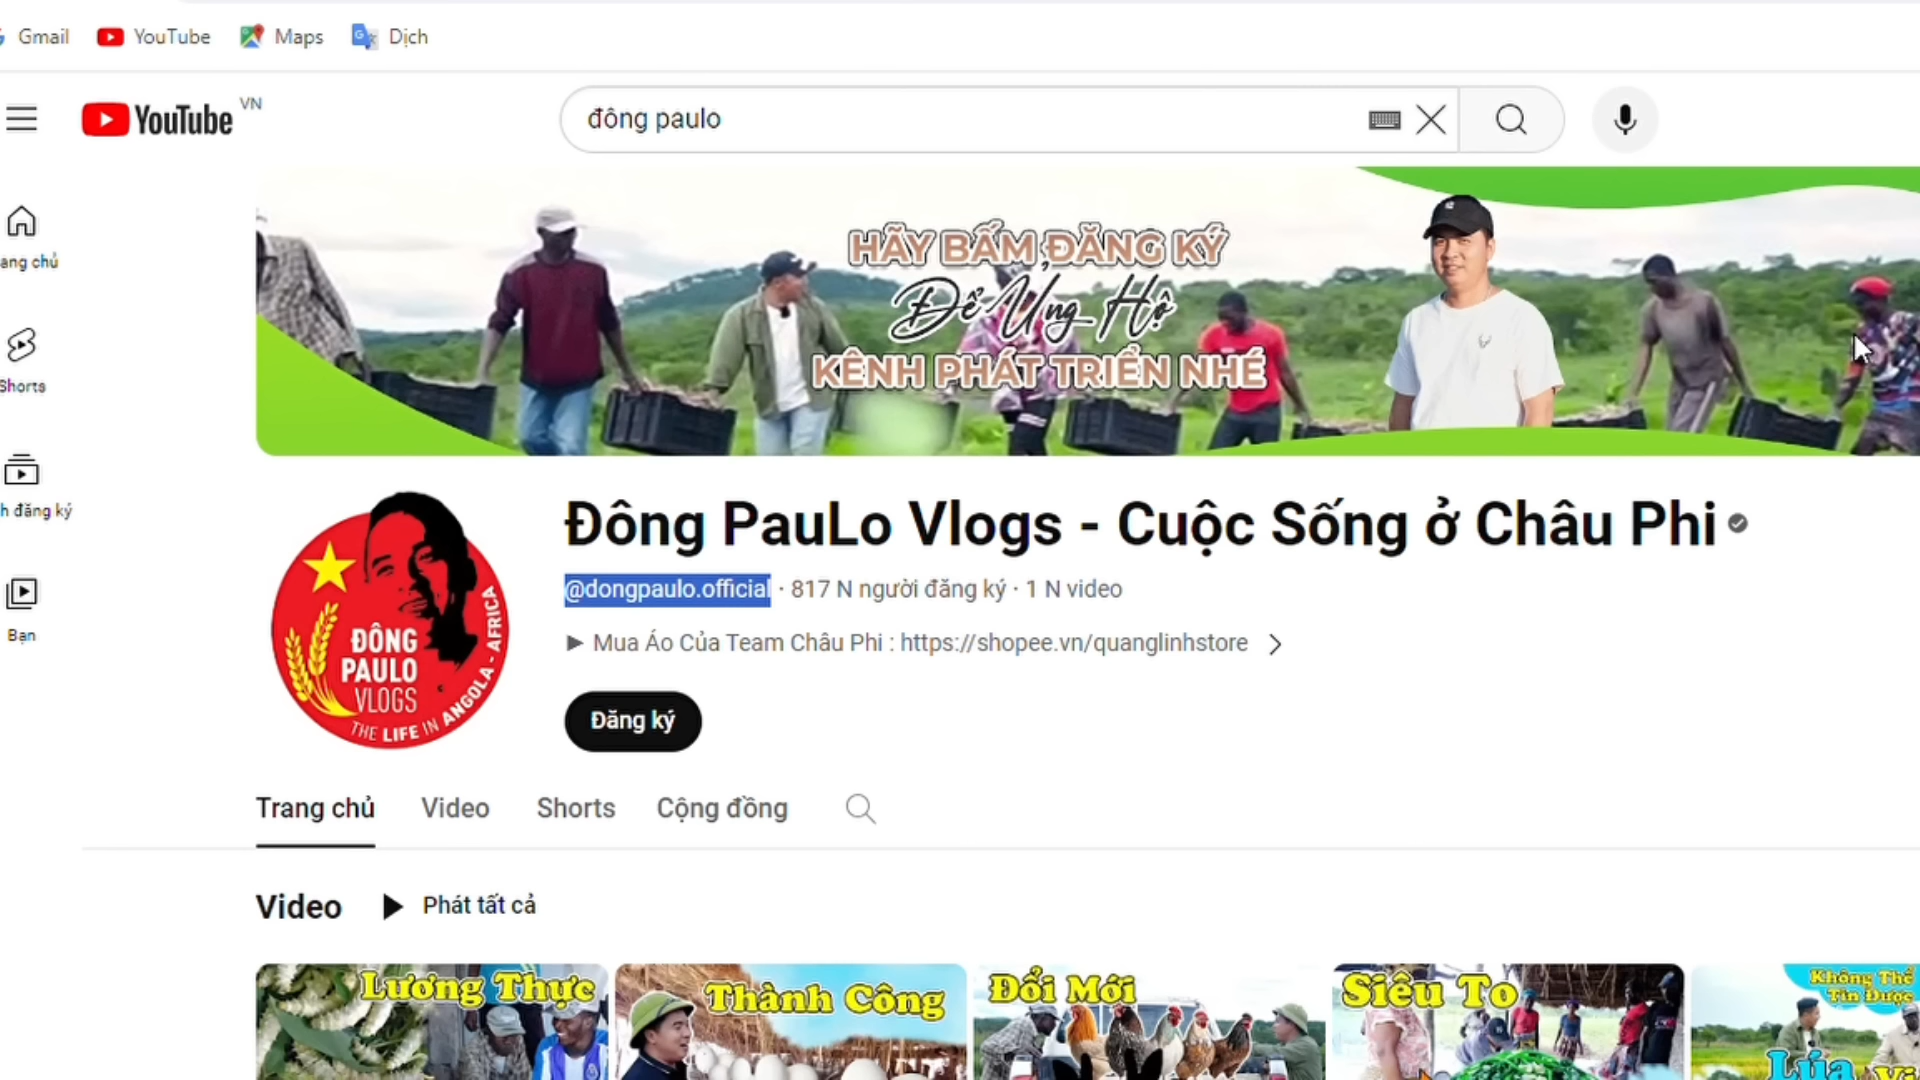 Gmail YouTube Maps Dịch
YouTube VN
đông paulo
ang chủ
Shorts
h đăng ký
Bạn
HÃY BẤM ĐĂNG KÝ
Để Ủng Hộ
KÊNH PHÁT TRIỂN NHÉ
ĐÔNG
PAULO
VLOGS
THE LIFE IN ANGOLA - AFRICA
Đông PauLo Vlogs - Cuộc Sống ở Châu Phi
@dongpaulo.official · 817 N người đăng ký · 1 N video
► Mua Áo Của Team Châu Phi : https://shopee.vn/quanglinhstore
Đăng ký
Trang chủ Video Shorts Cộng đồng
Video Phát tất cả
Lương Thực
Thành Công
Đổi Mới
Siêu To
Không Thể
Tin Được
Lúa